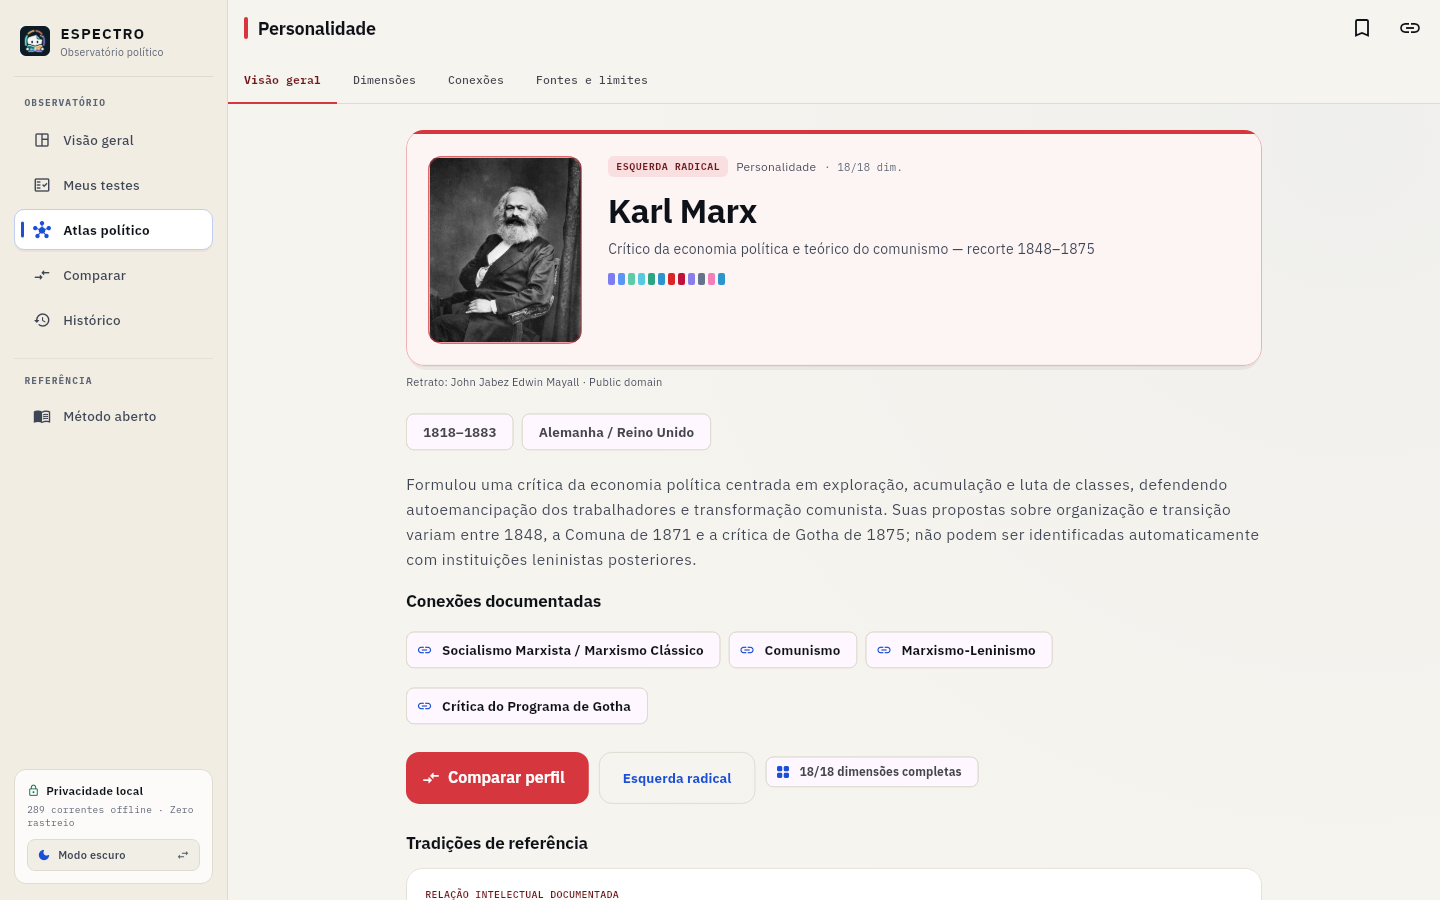 ESPECTRO
Observatório político
OBSERVATÓRIO
Visão geral
Meus testes
Atlas político
Comparar
Histórico
REFERÊNCIA
Método aberto
Privacidade local
289 correntes offline · Zero
rastreio
Modo escuro
Personalidade
Visão geral
Dimensões
Conexões
Fontes e limites
ESQUERDA RADICAL Personalidade · 18/18 dim.
Karl Marx
Crítico da economia política e teórico do comunismo — recorte 1848–1875
Retrato: John Jabez Edwin Mayall · Public domain
1818–1883
Alemanha / Reino Unido
Formulou uma crítica da economia política centrada em exploração, acumulação e luta de classes, defendendo
autoemancipação dos trabalhadores e transformação comunista. Suas propostas sobre organização e transição
variam entre 1848, a Comuna de 1871 e a crítica de Gotha de 1875; não podem ser identificadas automaticamente
com instituições leninistas posteriores.
Conexões documentadas
Socialismo Marxista / Marxismo Clássico
Comunismo
Marxismo-Leninismo
Crítica do Programa de Gotha
Comparar perfil
Esquerda radical
18/18 dimensões completas
Tradições de referência
RELAÇÃO INTELECTUAL DOCUMENTADA